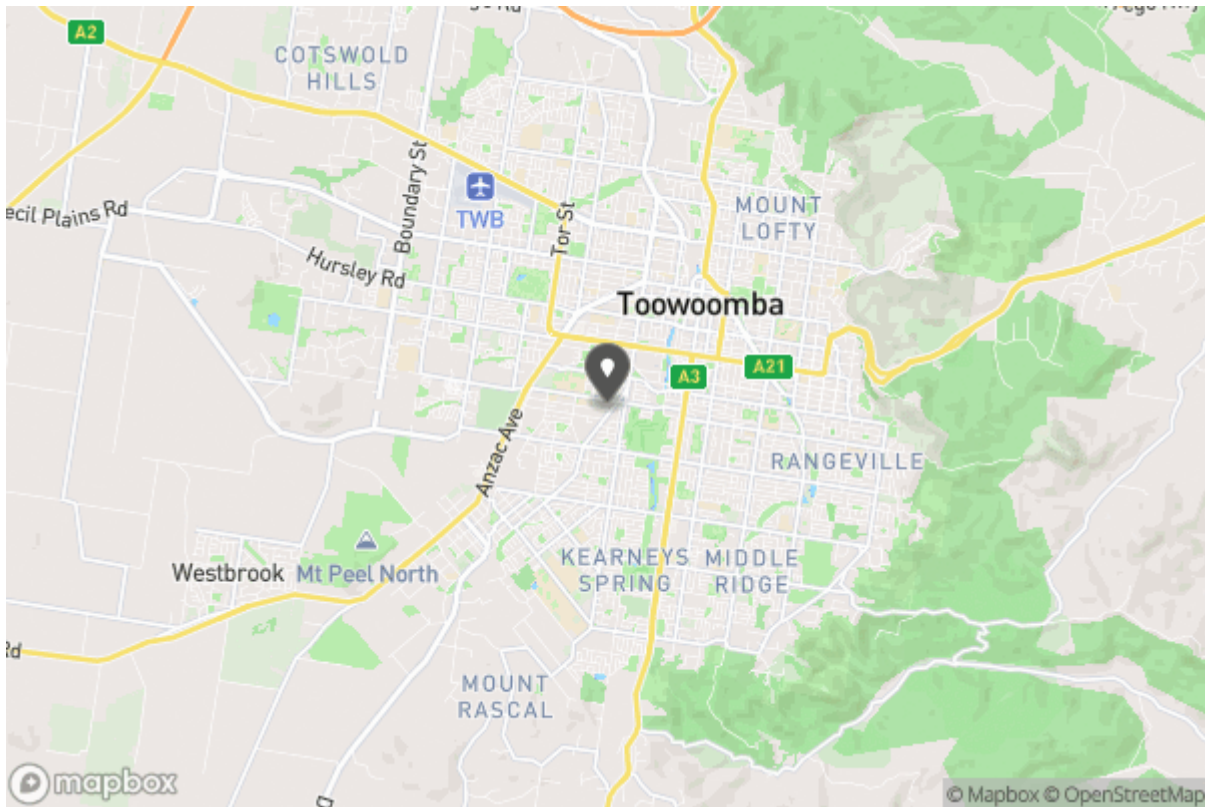 A2
COTSWOLD
HILLS
Boundary St
TWB
Tor St
MOUNT
LOFTY
ecil Plains Rd
Hursley Rd
Toowoomba
A3
A21
Anzac Ave
RANGEVILLE
KEARNEYS
SPRING
MIDDLE
RIDGE
Westbrook
Mt Peel North
Rd
MOUNT
RASCAL
mapbox
© Mapbox © OpenStreetMap